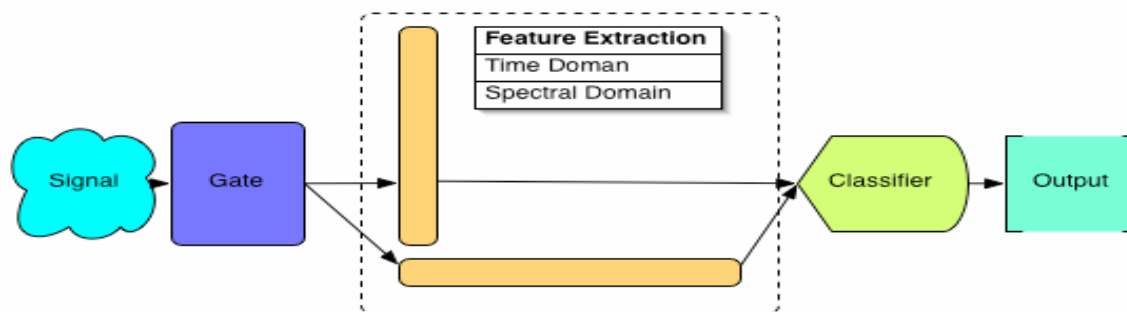 Feature Extraction
Time Doman
Spectral Domain
Signal
Gate
Classifier
Output